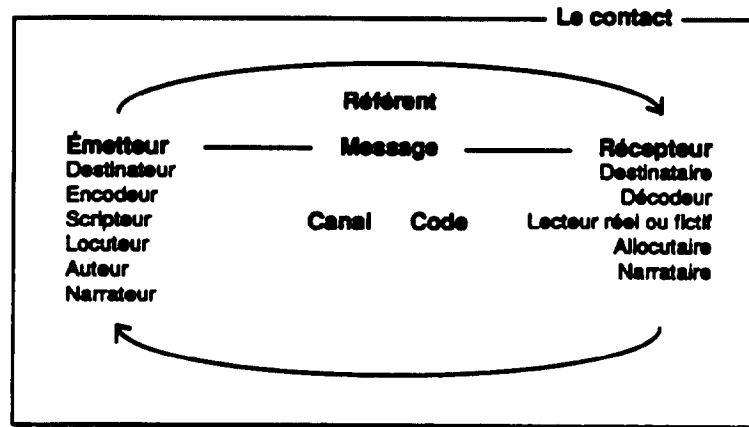 Le contact
Référent
Émetteur Message Récepteur
Destinateur Destinataire
Encodeur Décodeur
Scripteur Canal Code Lecteur réel ou fictif
Locuteur Allocutaire
Auteur Narrataire
Narrateur